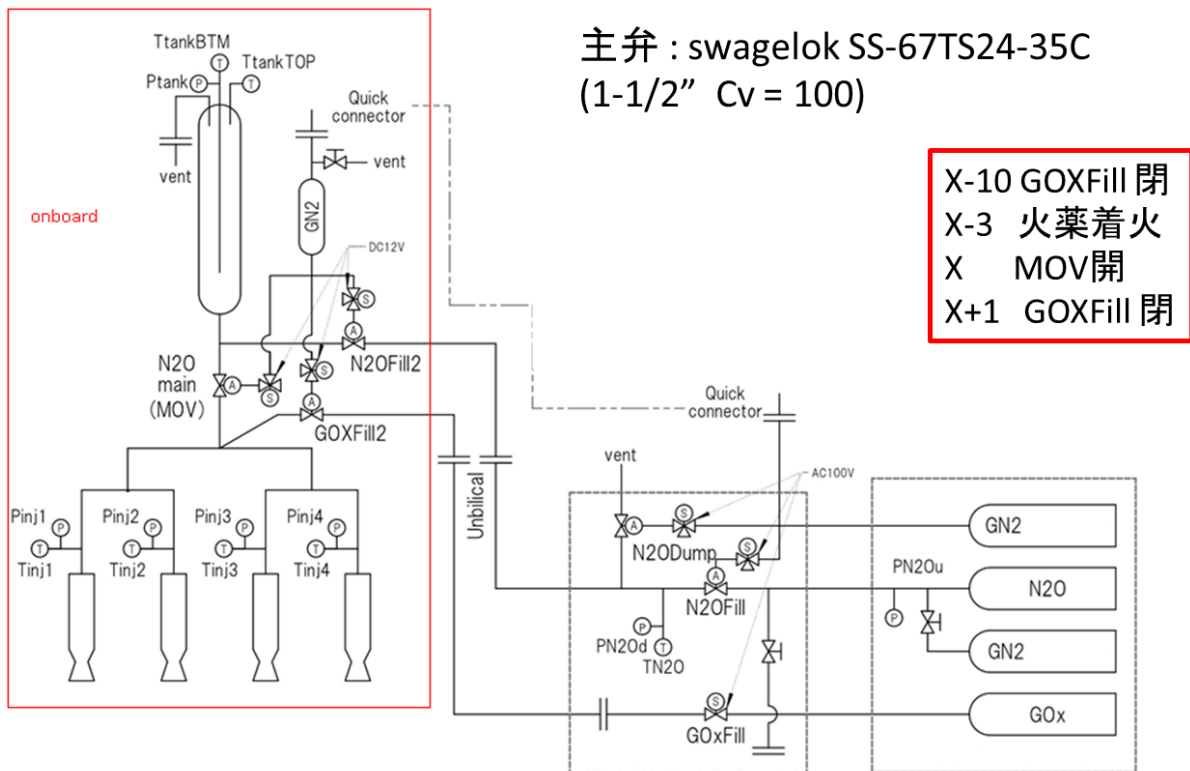 主弁 : swagelok SS-67TS24-35C
(1-1/2” Cv = 100)
X-10 GOXFill 閉
X-3 火薬着火
X MOV開
X+1 GOXFill 閉
onboard
TtankBTM
T
TtankTOP
Ptank
P
T
vent
Quick
connector
vent
GN2
DC12V
S
A
N2OFill2
S
N2O
main
(MOV)
A
S
A
GOXFill2
Unbilical
Pinj1
P
T
Tinj1
Pinj2
P
T
Tinj2
Pinj3
P
T
Tinj3
Pinj4
P
T
Tinj4
Quick
connector
vent
AC100V
A
S
N2ODump
S
A
N2OFill
P
PN2Od
T
TN2O
S
GOxFill
GN2
PN2Ou
P
N2O
GN2
GOx